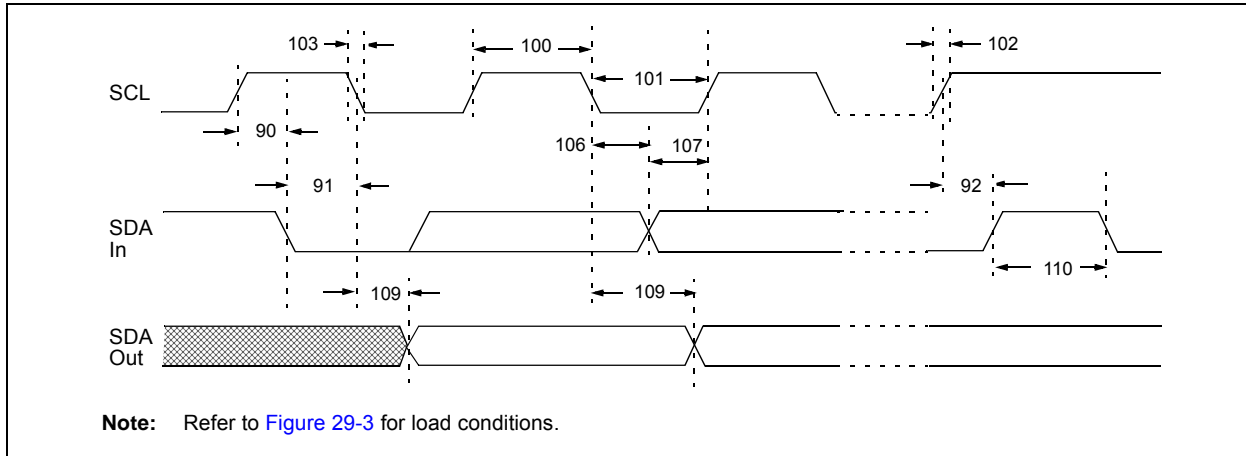 103
100
102
101
SCL
90
106
107
91
92
SDA
In
110
109
109
SDA
Out
Note: Refer to Figure 29-3 for load conditions.